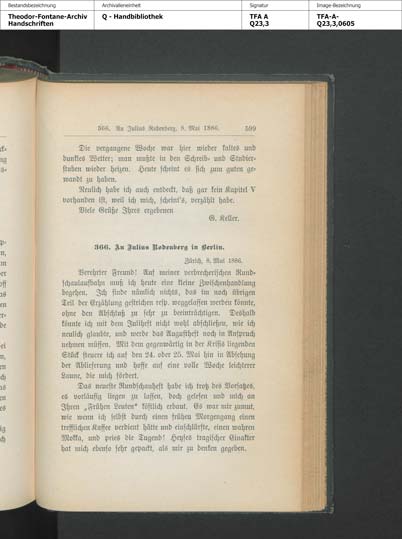 Bestandsbezeichnung
Theodor-Fontane-Archiv
Handschriften
Archivalieneinheit
Q - Handbibliothek
Signatur
TFA A
Q23,3
Image-Bezeichnung
TFA-A-
Q23,3,0605
366. An Julius Rodenberg, 8. Mai 1886. 599
Die vergangene Woche war hier wieder kaltes und
dunkles Wetter; man mußte in den Schreib- und Studier-
stuben wieder heizen. Heute scheint es sich zum guten ge-
wandt zu haben.
Neulich habe ich auch entdeckt, daß gar kein Kapitel V
vorhanden ist, weil ich mich, scheint's, verzählt habe.
Viele Grüße Ihres ergebenen
G. Keller.
366. An Julius Rodenberg in Berlin.
Zürich, 8. Mai 1886.
Verehrter Freund! Auf meiner verbrecherischen Rund-
schaulaufbahn muß ich heute eine kleine Zwischenhandlung
begehen. Ich finde nämlich nichts, das im noch übrigen
Teil der Erzählung gestrichen resp. weggelassen werden könnte,
ohne den Abschluß zu sehr zu beeinträchtigen. Deshalb
könnte ich mit dem Juliheft nicht wohl abschließen, wie ich
neulich glaubte, und werde das Augustheft noch in Anspruch
nehmen müssen. Mit dem gegenwärtig in der Krisis liegenden
Stück steuere ich auf den 24. oder 25. Mai hin in Absehung
der Ablieferung und hoffe auf eine volle Woche leichterer
Laune, die mich fördert.
Das neueste Rundschauheft habe ich trotz des Vorsatzes,
es vorläufig liegen zu lassen, doch gelesen und mich an
Ihren „Frühen Leuten“ köstlich erbaut. Es war mir zumut,
wie wenn ich selbst durch einen frühen Morgengang einen
trefflichen Kaffee verdient hätte und einschlürfte, einen wahren
Mokka, und pries die Tugend! Heyses tragischer Einakter
hat mich ebenso sehr gepackt, als mir zu denken gegeben.